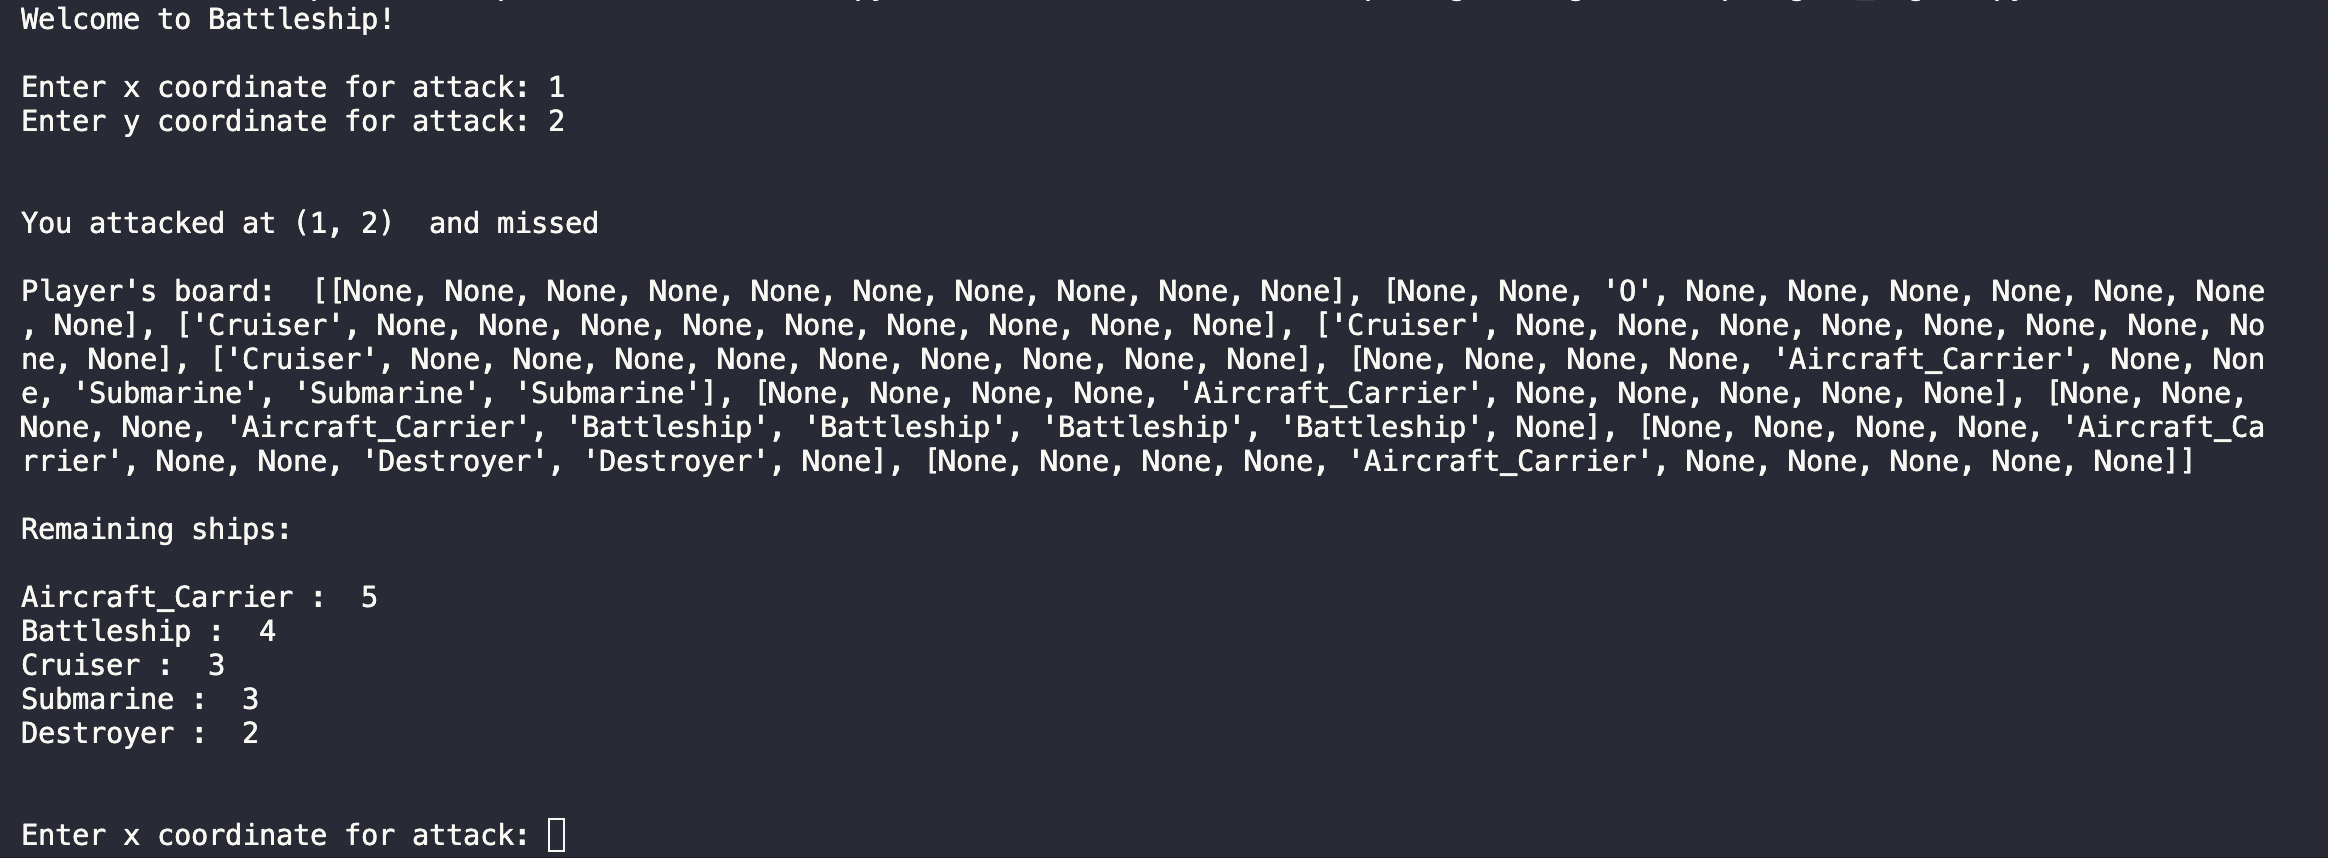 Welcome to Battleship!
Enter x coordinate for attack: 1
Enter y coordinate for attack: 2
You attacked at (1, 2)  and missed
Player's board:  [[None, None, None, None, None, None, None, None, None, None], [None, None, 'O', None, None, None, None, None, None
, None], ['Cruiser', None, None, None, None, None, None, None, None, None], ['Cruiser', None, None, None, None, None, None, None, No
ne, None], ['Cruiser', None, None, None, None, None, None, None, None, None], [None, None, None, None, 'Aircraft_Carrier', None, Non
e, 'Submarine', 'Submarine', 'Submarine'], [None, None, None, None, 'Aircraft_Carrier', None, None, None, None, None], [None, None,
None, None, 'Aircraft_Carrier', 'Battleship', 'Battleship', 'Battleship', 'Battleship', None], [None, None, None, None, 'Aircraft_Ca
rrier', None, None, 'Destroyer', 'Destroyer', None], [None, None, None, None, 'Aircraft_Carrier', None, None, None, None, None]]
Remaining ships:
Aircraft_Carrier :  5
Battleship :  4
Cruiser :  3
Submarine :  3
Destroyer :  2
Enter x coordinate for attack: